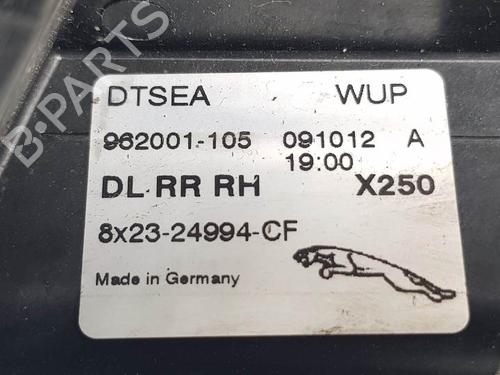 B-PARTS
DTSEA WUP
962001-105 091012 A
19:00
DL RR RH X250
8x23-24994-CF
Made in Germany